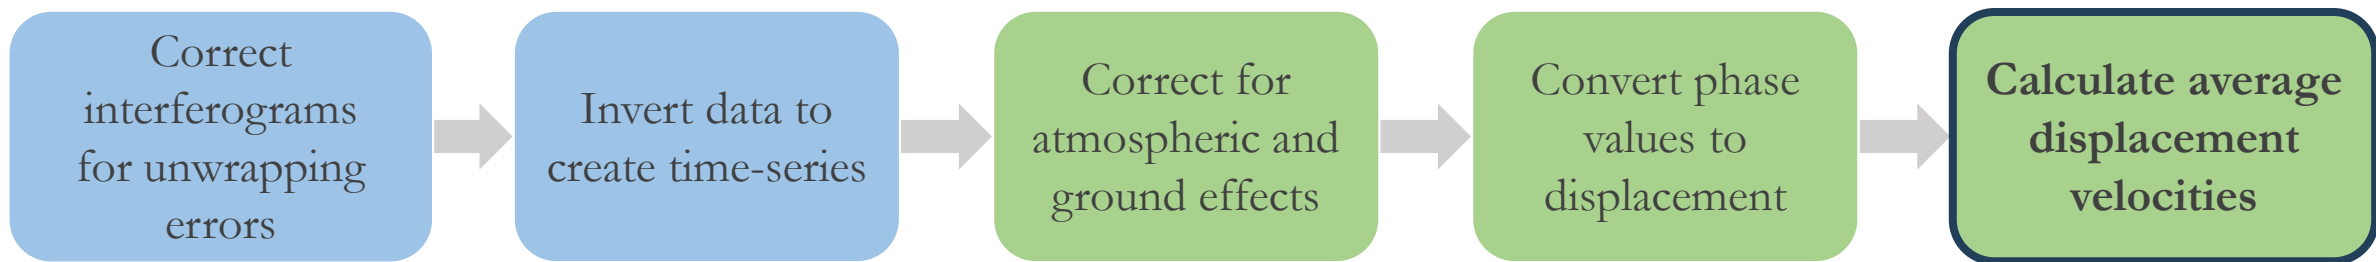 Correct
interferograms
for unwrapping
errors
Invert data to
create time-series
Correct for
atmospheric and
ground effects
Convert phase
values to
displacement
Calculate average
displacement
velocities